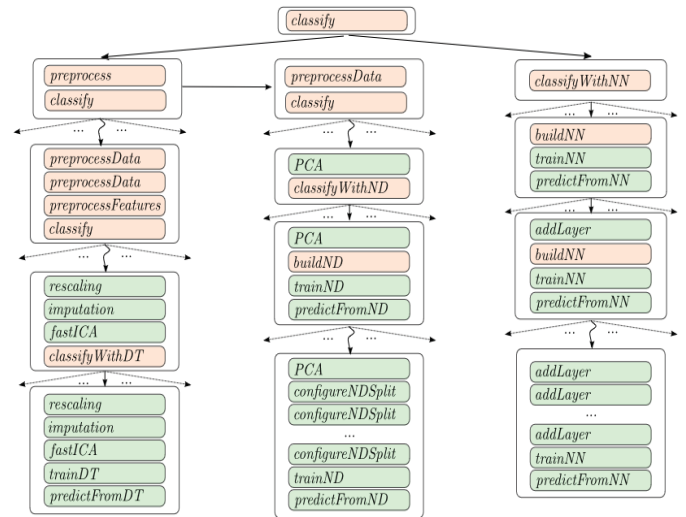 classify
preprocess
classify
... ...
preprocessData
preprocessData
preprocessFeatures
classify
... ...
rescaling
imputation
fastICA
classifyWithDT
... ...
rescaling
imputation
fastICA
trainDT
predictFromDT
preprocessData
classify
... ...
PCA
classifyWithND
... ...
PCA
buildND
trainND
predictFromND
... ...
PCA
configureNDSplit
configureNDSplit
...
configureNDSplit
trainND
predictFromND
classifyWithNN
... ...
buildNN
trainNN
predictFromNN
... ...
addLayer
buildNN
trainNN
predictFromNN
... ...
addLayer
addLayer
...
addLayer
trainNN
predictFromNN